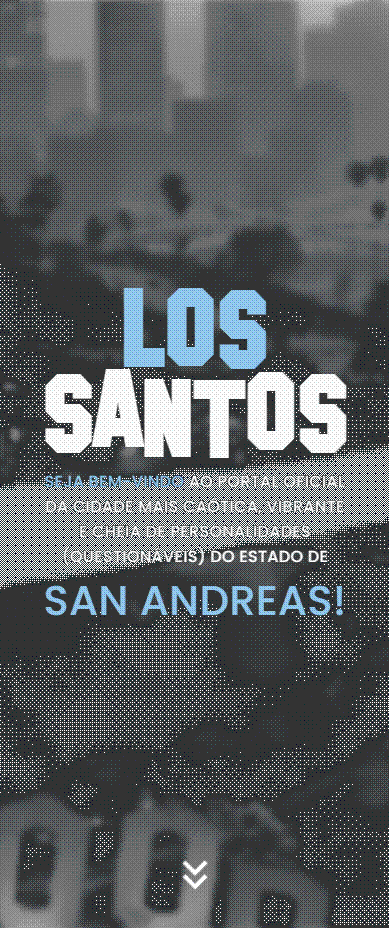 LOS
SANTOS
SEJA BEM-VINDO AO PORTAL OFICIAL
DA CIDADE MAIS CAÓTICA, VIBRANTE
E CHEIA DE PERSONALIDADES
(QUESTIONÁVEIS) DO ESTADO DE
SAN ANDREAS!